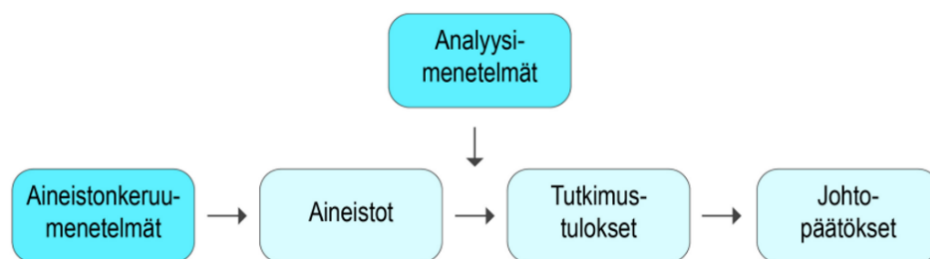 Analyysi-
menetelmät
Aineistonkeruu-
menetelmät
Aineistot
Tutkimus-
tulokset
Johto-
päätökset